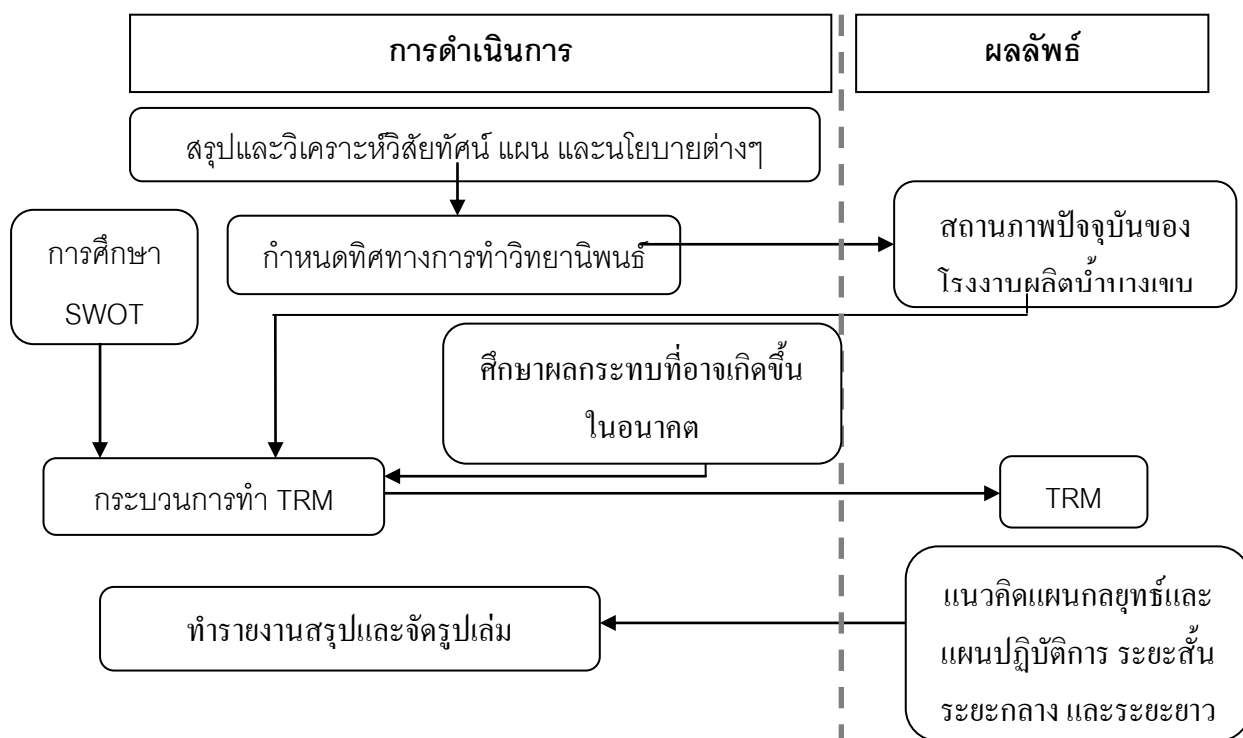 การดำเนินการ
ผลลัพธ์
สรุปและวิเคราะห์วิสัยทัศน์ แผน และนโยบายต่างๆ
การศึกษา
SWOT
กำหนดทิศทางการทำวิทยานิพนธ์
สถานภาพปัจจุบันของ
โรงงานผลิตน้ำบางเขน
ศึกษาผลกระทบที่อาจเกิดขึ้น
ในอนาคต
กระบวนการทำ TRM
TRM
ทำรายงานสรุปและจัดรูปเล่ม
แนวคิดแผนกลยุทธ์และ
แผนปฏิบัติการ ระยะสั้น
ระยะกลาง และระยะยาว